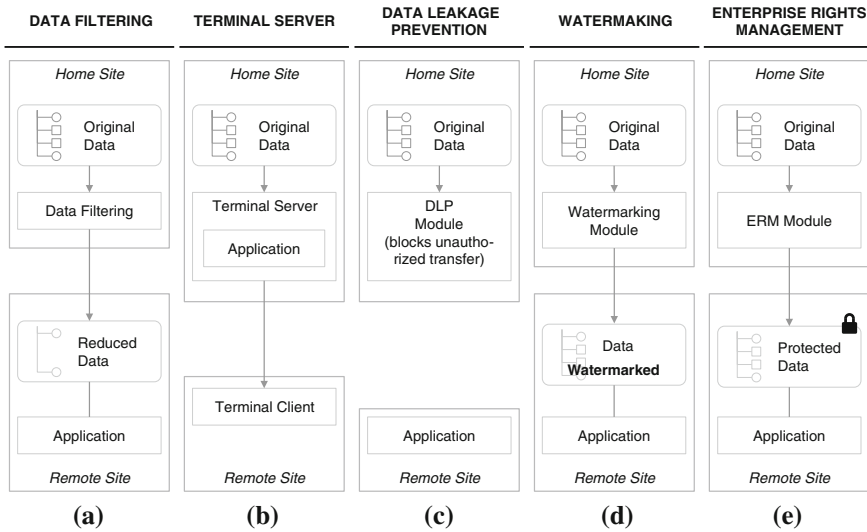 DATA FILTERING
Home Site
Original
Data
Data Filtering
Reduced
Data
Application
Remote Site
(a)
TERMINAL SERVER
Home Site
Original
Data
Terminal Server
Application
Terminal Client
Remote Site
(b)
DATA LEAKAGE
PREVENTION
Home Site
Original
Data
DLP
Module
(blocks unautho-
rized transfer)
Application
Remote Site
(c)
WATERMAKING
Home Site
Original
Data
Watermarking
Module
Data
Watermarked
Application
Remote Site
(d)
ENTERPRISE RIGHTS
MANAGEMENT
Home Site
Original
Data
ERM Module
Protected
Data
Application
Remote Site
(e)